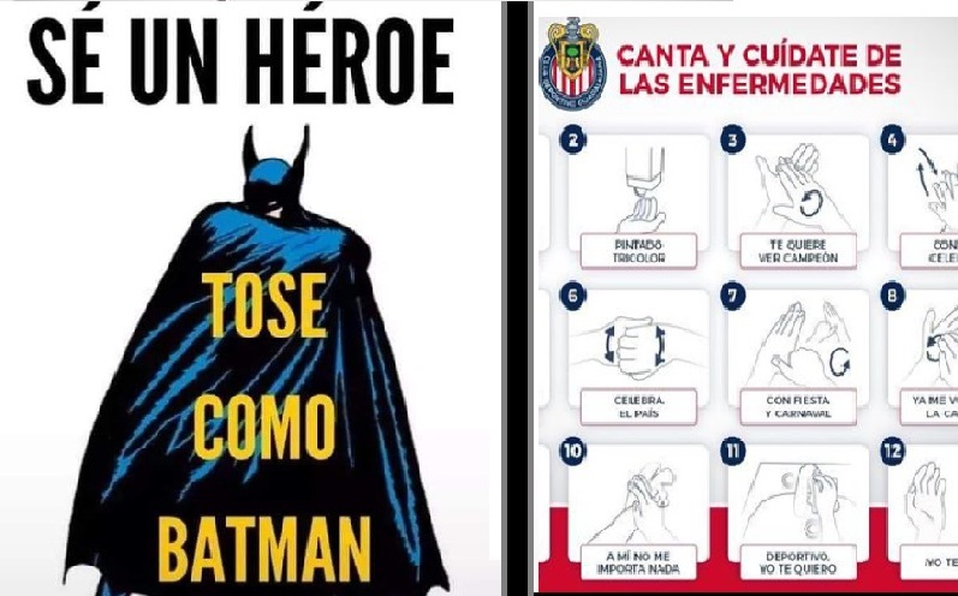 SÉ UN HÉROE
TOSE
COMO
BATMAN
CANTA Y CUÍDATE DE
LAS ENFERMEDADES
2
PINTADO
TRICOLOR
3
TE QUIERE
VER CAMPEÓN
4
6
CELEBRA,
EL PAÍS
7
CON FIESTA
Y CARNAVAL
8
YA ME
10
A MÍ NO ME
IMPORTA NADA
11
DEPORTIVO,
YO TE QUIERO
12